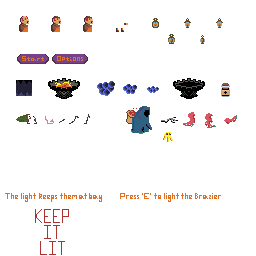 Start Options
The light keeps them at bay
Press "E" to light the Brazier
KEEP
IT
LIT